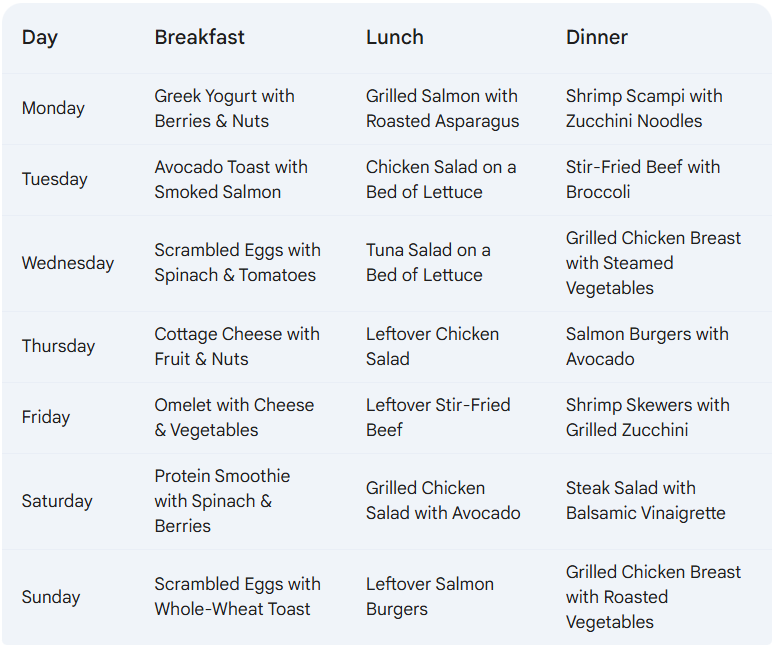 Day Breakfast Lunch Dinner
Monday
Greek Yogurt with
Berries & Nuts
Grilled Salmon with
Roasted Asparagus
Shrimp Scampi with
Zucchini Noodles
Tuesday
Avocado Toast with
Smoked Salmon
Chicken Salad on a
Bed of Lettuce
Stir-Fried Beef with
Broccoli
Wednesday
Scrambled Eggs with
Spinach & Tomatoes
Tuna Salad on a
Bed of Lettuce
Grilled Chicken Breast
with Steamed
Vegetables
Thursday
Cottage Cheese with
Fruit & Nuts
Leftover Chicken
Salad
Salmon Burgers with
Avocado
Friday
Omelet with Cheese
& Vegetables
Leftover Stir-Fried
Beef
Shrimp Skewers with
Grilled Zucchini
Saturday
Protein Smoothie
with Spinach &
Berries
Grilled Chicken
Salad with Avocado
Steak Salad with
Balsamic Vinaigrette
Sunday
Scrambled Eggs with
Whole-Wheat Toast
Leftover Salmon
Burgers
Grilled Chicken Breast
with Roasted
Vegetables